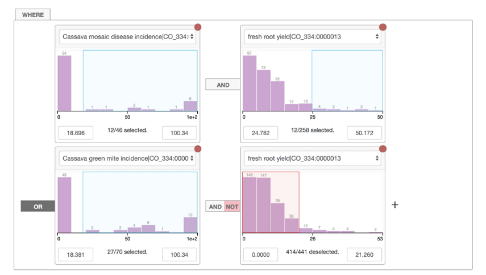 WHERE
Cassava mosaic disease incidence|CO_334:
0 50 1e+2
18.696 12/46 selected. 100.34
AND
fresh root yield|CO_334:0000013
0 25 50
24.782 12/258 selected. 50.172
OR
Cassava green mite incidence|CO_334:0000
0 50 1e+2
18.381 27/70 selected. 100.34
AND NOT
fresh root yield|CO_334:0000013
0 25 50
0.0000 414/441 deselected. 21.260
+